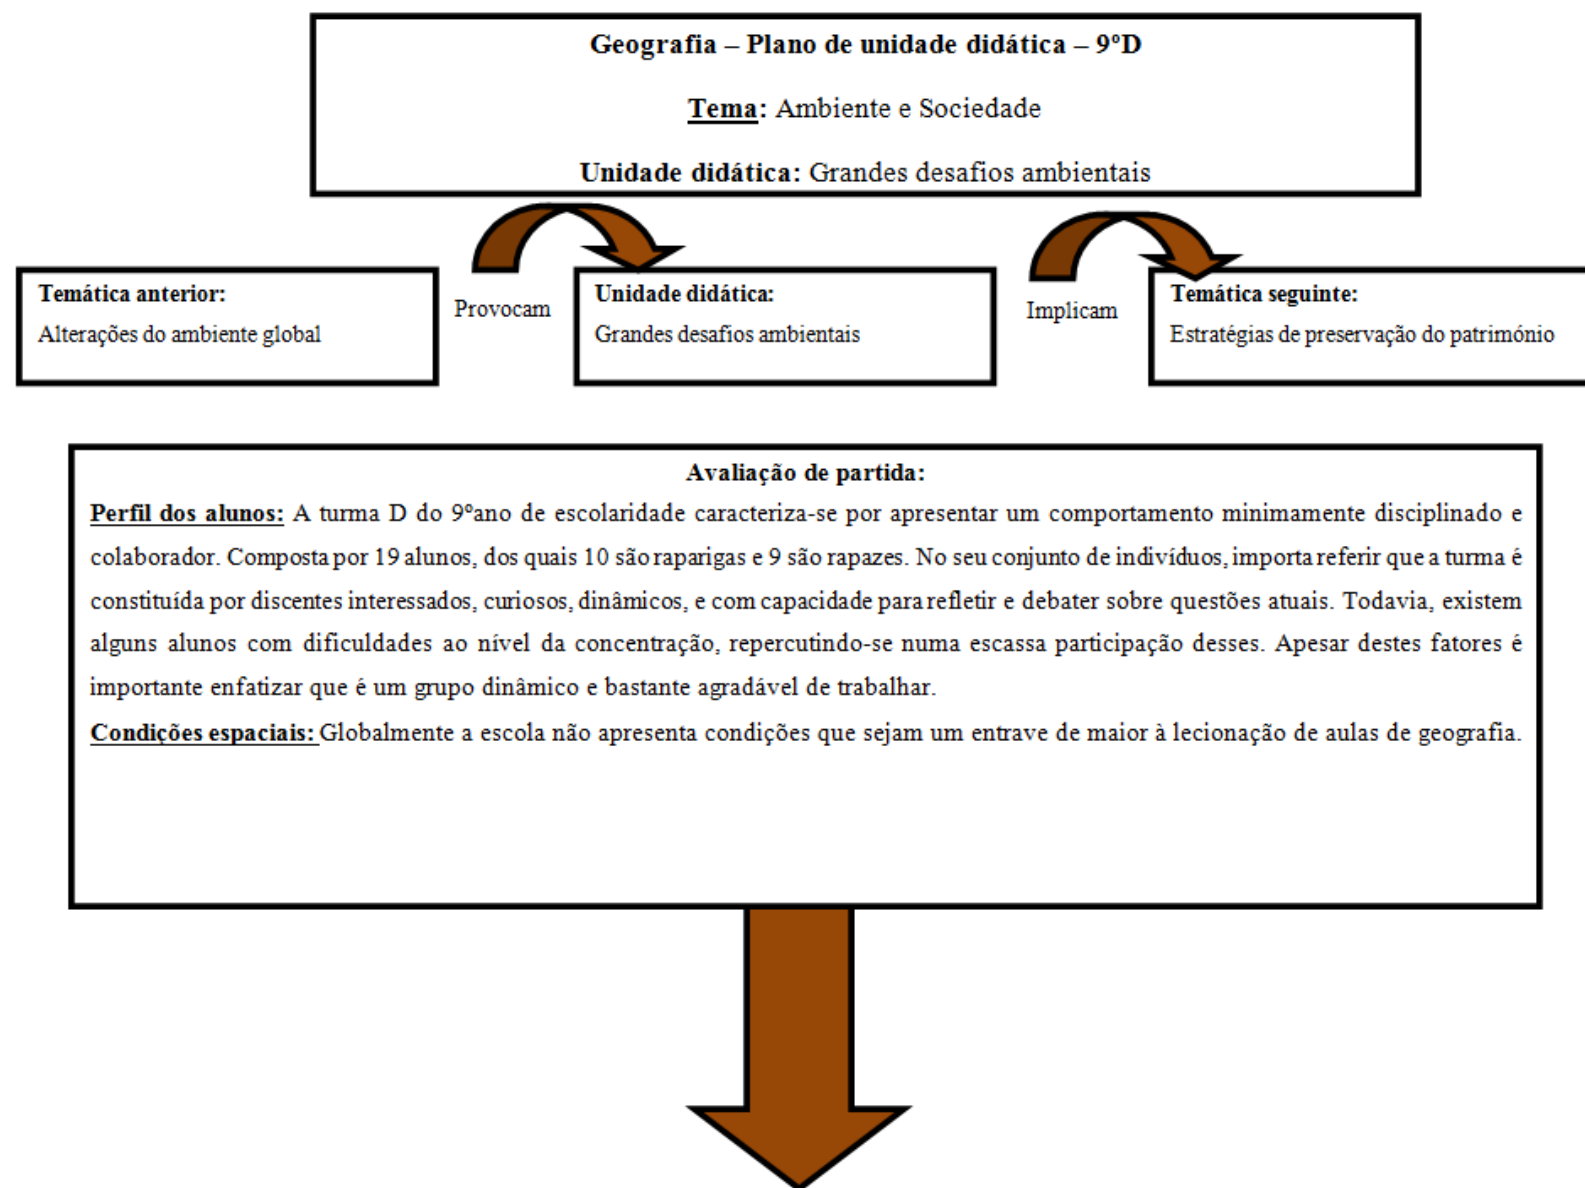 Geografia – Plano de unidade didática – 9ºD
Tema: Ambiente e Sociedade
Unidade didática: Grandes desafios ambientais
Temática anterior:
Alterações do ambiente global
Provocam
Unidade didática:
Grandes desafios ambientais
Implicam
Temática seguinte:
Estratégias de preservação do património
Avaliação de partida:
Perfil dos alunos: A turma D do 9ºano de escolaridade caracteriza-se por apresentar um comportamento minimamente disciplinado e
colaborador. Composta por 19 alunos, dos quais 10 são raparigas e 9 são rapazes. No seu conjunto de indivíduos, importa referir que a turma é
constituída por discentes interessados, curiosos, dinâmicos, e com capacidade para refletir e debater sobre questões atuais. Todavia, existem
alguns alunos com dificuldades ao nível da concentração, repercutindo-se numa escassa participação desses. Apesar destes fatores é
importante enfatizar que é um grupo dinâmico e bastante agradável de trabalhar.
Condições espaciais: Globalmente a escola não apresenta condições que sejam um entrave de maior à lecionação de aulas de geografia.